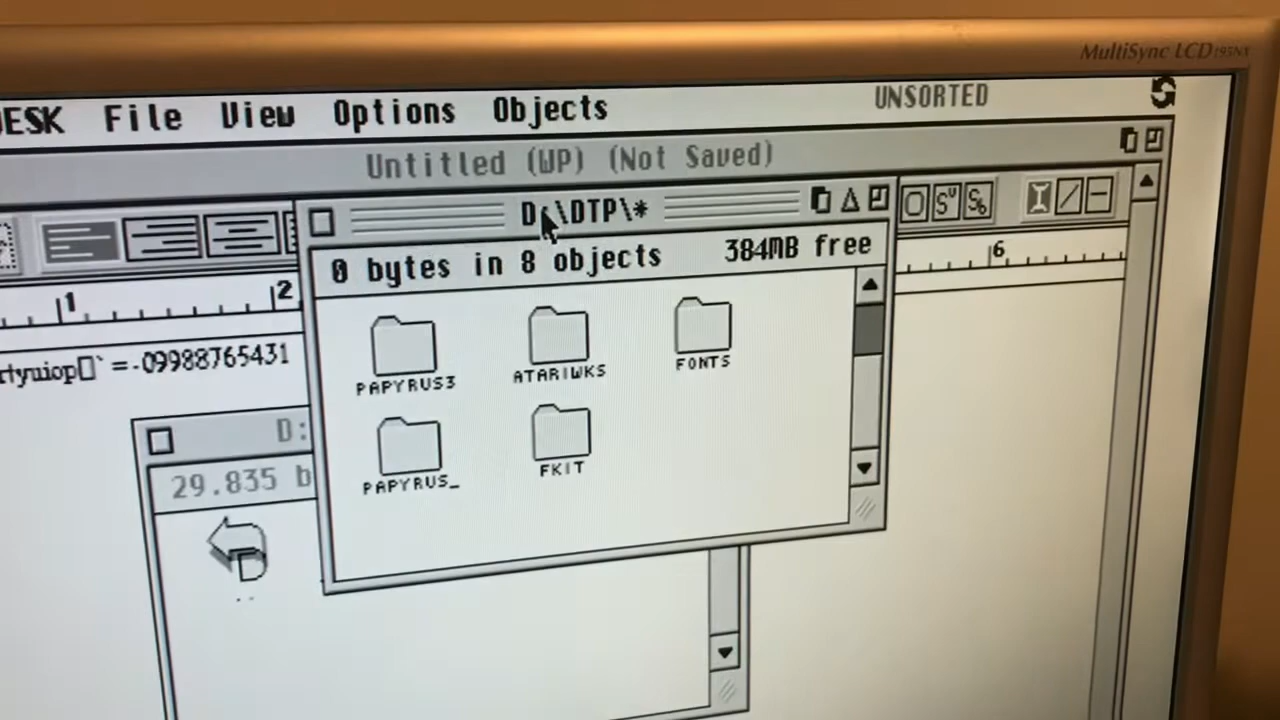 MultiSync LCD 195NX
ESK File View Options Objects UNSORTED
Untitled (WP) (Not Saved)
D:\DTP\*
0 bytes in 8 objects 384MB free
1 2 6
rtyuiop[]` =-09988765431
PAPYRUS3 ATARIWKS FONTS
PAPYRUS_ FKIT
D:
29.835 b
..